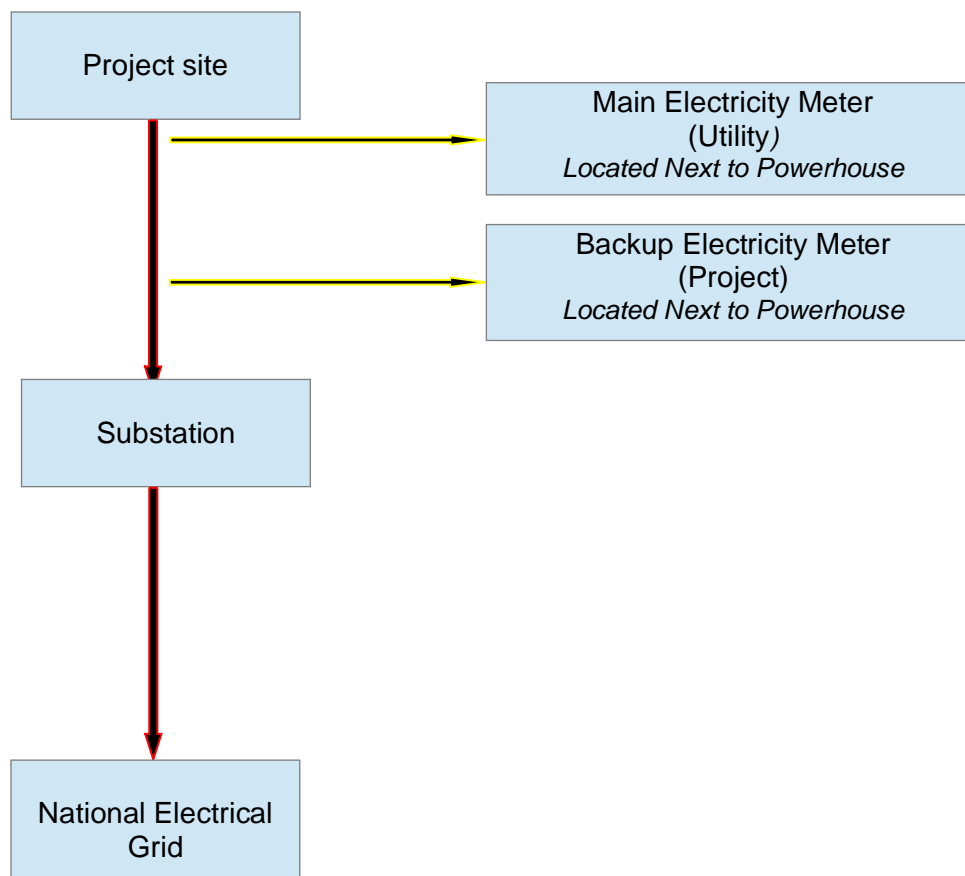 Project site
Main Electricity Meter
(Utility)
Located Next to Powerhouse
Backup Electricity Meter
(Project)
Located Next to Powerhouse
Substation
National Electrical
Grid